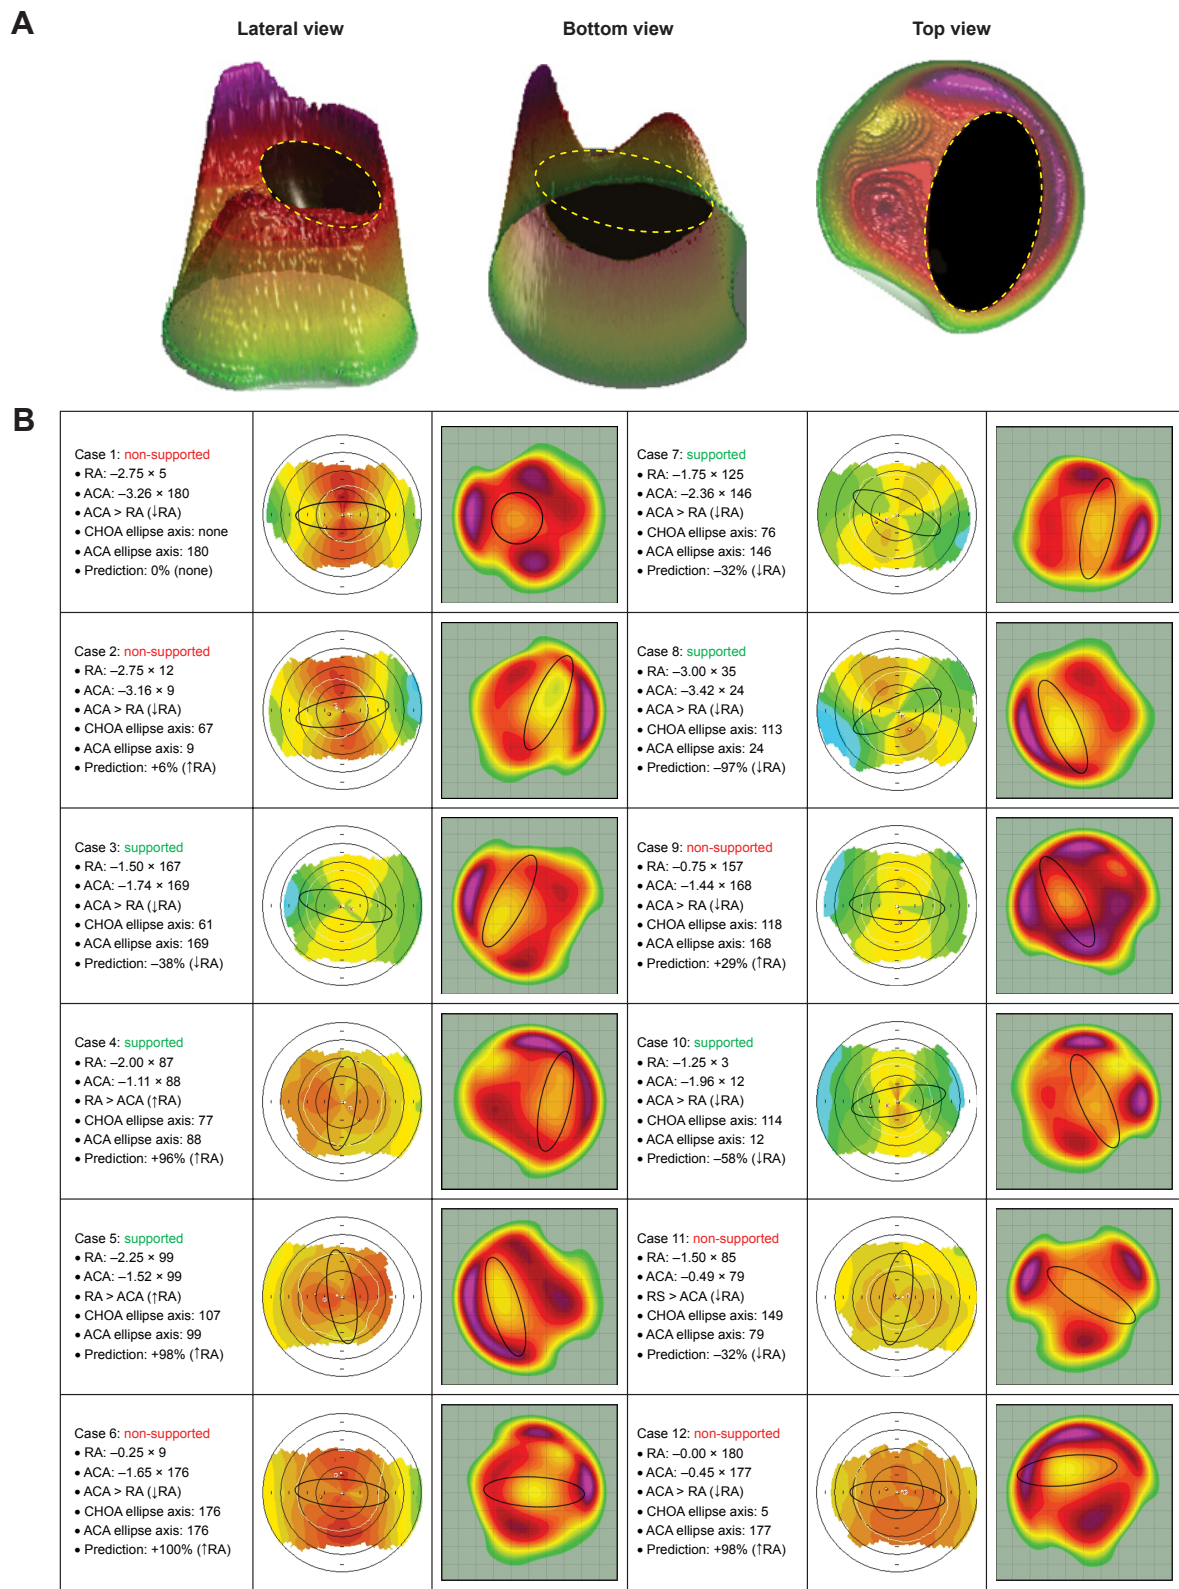 A
Lateral view
Bottom view
Top view
B
Case 1: non-supported
• RA: –2.75 × 5
• ACA: –3.26 × 180
• ACA > RA (↓RA)
• CHOA ellipse axis: none
• ACA ellipse axis: 180
• Prediction: 0% (none)
Case 7: supported
• RA: –1.75 × 125
• ACA: –2.36 × 146
• ACA > RA (↓RA)
• CHOA ellipse axis: 76
• ACA ellipse axis: 146
• Prediction: –32% (↓RA)
Case 2: non-supported
• RA: –2.75 × 12
• ACA: –3.16 × 9
• ACA > RA (↓RA)
• CHOA ellipse axis: 67
• ACA ellipse axis: 9
• Prediction: +6% (↑RA)
Case 8: supported
• RA: –3.00 × 35
• ACA: –3.42 × 24
• ACA > RA (↓RA)
• CHOA ellipse axis: 113
• ACA ellipse axis: 24
• Prediction: –97% (↓RA)
Case 3: supported
• RA: –1.50 × 167
• ACA: –1.74 × 169
• ACA > RA (↓RA)
• CHOA ellipse axis: 61
• ACA ellipse axis: 169
• Prediction: –38% (↓RA)
Case 9: non-supported
• RA: –0.75 × 157
• ACA: –1.44 × 168
• ACA > RA (↓RA)
• CHOA ellipse axis: 118
• ACA ellipse axis: 168
• Prediction: +29% (↑RA)
Case 4: supported
• RA: –2.00 × 87
• ACA: –1.11 × 88
• RA > ACA (↑RA)
• CHOA ellipse axis: 77
• ACA ellipse axis: 88
• Prediction: +96% (↑RA)
Case 10: supported
• RA: –1.25 × 3
• ACA: –1.96 × 12
• ACA > RA (↓RA)
• CHOA ellipse axis: 114
• ACA ellipse axis: 12
• Prediction: –58% (↓RA)
Case 5: supported
• RA: –2.25 × 99
• ACA: –1.52 × 99
• RA > ACA (↑RA)
• CHOA ellipse axis: 107
• ACA ellipse axis: 99
• Prediction: +98% (↑RA)
Case 11: non-supported
• RA: –1.50 × 85
• ACA: –0.49 × 79
• RS > ACA (↓RA)
• CHOA ellipse axis: 149
• ACA ellipse axis: 79
• Prediction: –32% (↓RA)
Case 6: non-supported
• RA: –0.25 × 9
• ACA: –1.65 × 176
• ACA > RA (↓RA)
• CHOA ellipse axis: 176
• ACA ellipse axis: 176
• Prediction: +100% (↑RA)
Case 12: non-supported
• RA: –0.00 × 180
• ACA: –0.45 × 177
• ACA > RA (↓RA)
• CHOA ellipse axis: 5
• ACA ellipse axis: 177
• Prediction: +98% (↑RA)